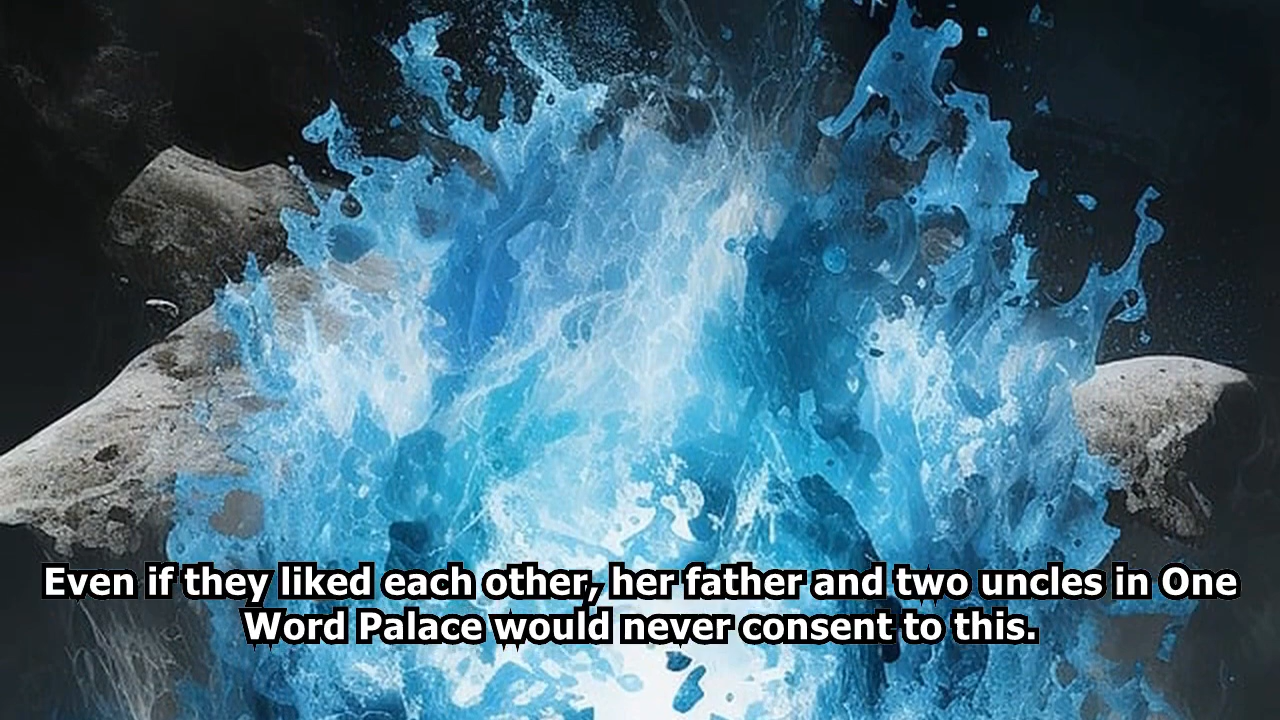 Even if they liked each other, her father and two uncles in One
Word Palace would never consent to this.